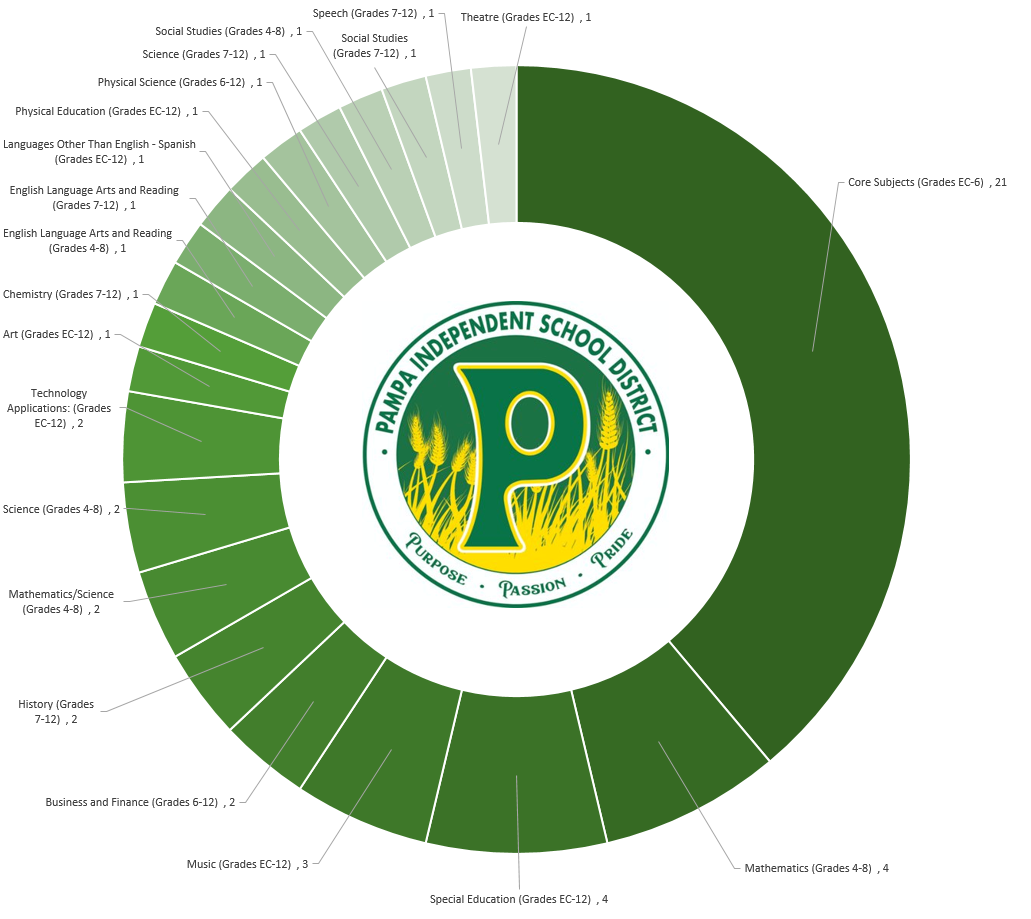 Speech (Grades 7-12) , 1
Theatre (Grades EC-12) , 1
Social Studies (Grades 4-8) , 1
Social Studies
(Grades 7-12) , 1
Science (Grades 7-12) , 1
Physical Science (Grades 6-12) , 1
Physical Education (Grades EC-12) , 1
Languages Other Than English - Spanish
(Grades EC-12) , 1
English Language Arts and Reading
(Grades 7-12) , 1
English Language Arts and Reading
(Grades 4-8) , 1
Chemistry (Grades 7-12) , 1
Art (Grades EC-12) , 1
Technology
Applications: (Grades
EC-12) , 2
Science (Grades 4-8) , 2
Mathematics/Science
(Grades 4-8) , 2
History (Grades
7-12) , 2
Business and Finance (Grades 6-12) , 2
Music (Grades EC-12) , 3
Special Education (Grades EC-12) , 4
Mathematics (Grades 4-8) , 4
Core Subjects (Grades EC-6) , 21
PAMPA INDEPENDENT SCHOOL DISTRICT
P
PURPOSE · PASSION · PRIDE